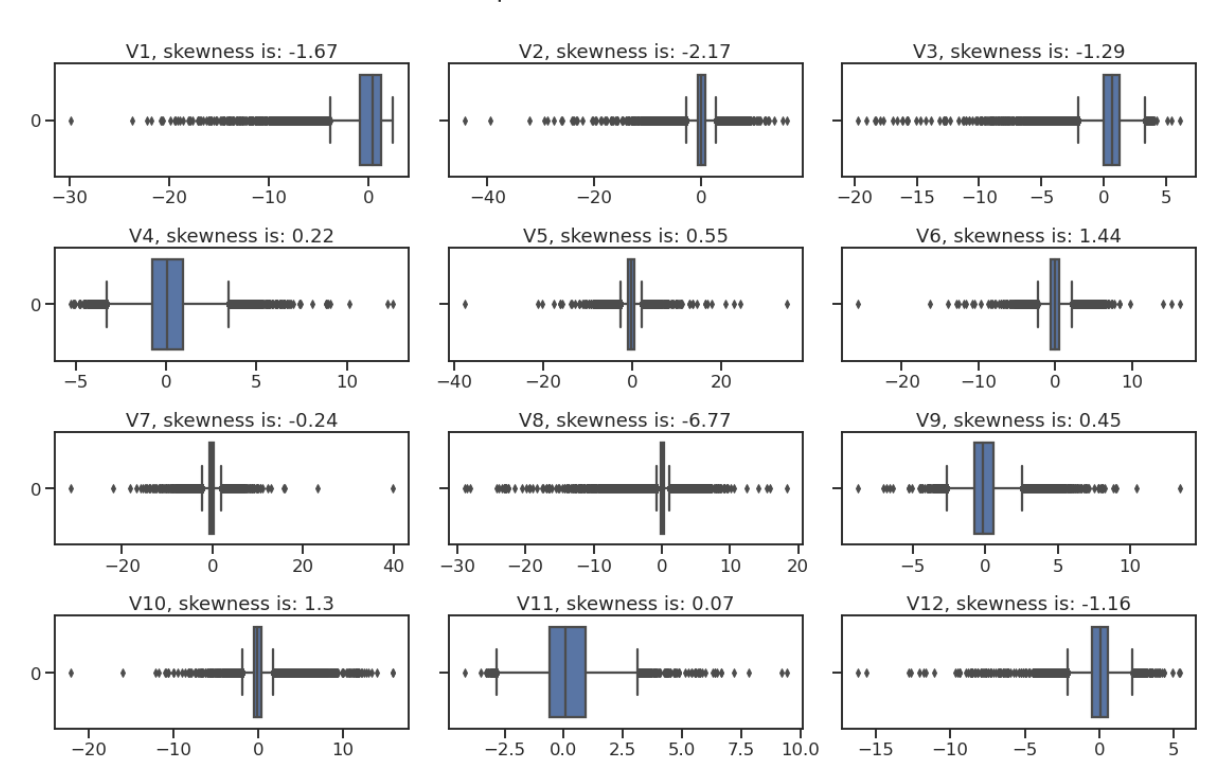 V1, skewness is: -1.67
V2, skewness is: -2.17
V3, skewness is: -1.29
0
−30 −20 −10 0
−40 −20 0
−20 −15 −10 −5 0 5
V4, skewness is: 0.22
V5, skewness is: 0.55
V6, skewness is: 1.44
0
−5 0 5 10
−40 −20 0 20
−20 −10 0 10
V7, skewness is: -0.24
V8, skewness is: -6.77
V9, skewness is: 0.45
0
−20 0 20 40
−30 −20 −10 0 10 20
−5 0 5 10
V10, skewness is: 1.3
V11, skewness is: 0.07
V12, skewness is: -1.16
0
−20 −10 0 10
−2.5 0.0 2.5 5.0 7.5 10.0
−15 −10 −5 0 5